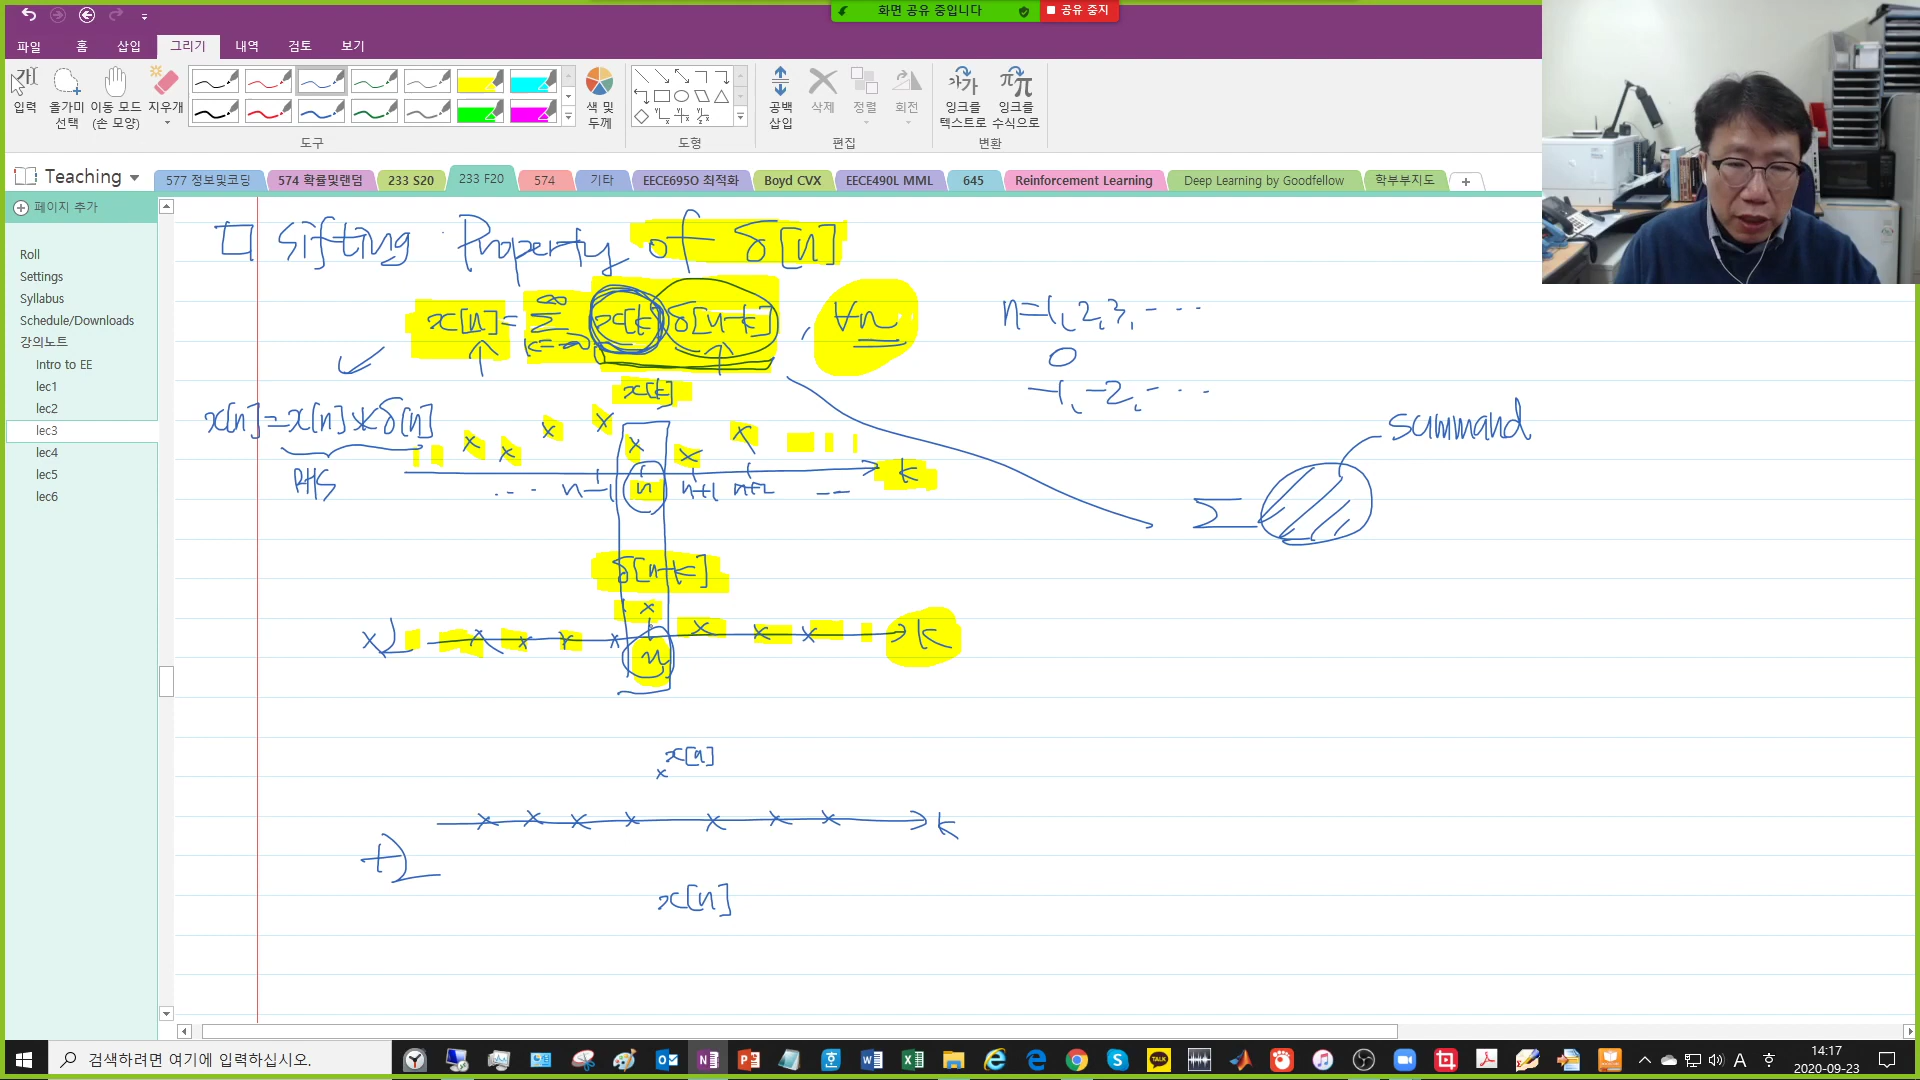 화면 공유 중입니다
공유 중지
파일 홈 삽입 그리기 내역 검토 보기
입력
올가미 선택
이동 모드 (손 모양)
지우개
색 및 두께
공백 삽입
삭제
정렬
회전
잉크를 텍스트로
잉크를 수식으로
도구
도형
편집
변환
Teaching
577 정보및코딩
574 확률및랜덤
233 S20
233 F20
574
기타
EECE695O 최적화
Boyd CVX
EECE490L MML
645
Reinforcement Learning
Deep Learning by Goodfellow
학부부지도
페이지 추가
Roll
Settings
Syllabus
Schedule/Downloads
강의노트
Intro to EE
lec1
lec2
lec3
lec4
lec5
lec6
□ Sifting Property of δ[n]
x[n] = ∑ x[k] δ[n-k], ∀n
∞
k=-∞
n=1, 2, 3, ...
0
-1, -2, ...
x[k]
x[n] = x[n] * δ[n]
RHS
summand
∑
k
... n-1 n n+1 n+2 ...
δ[n-k]
k
n
x[n]
k
+
x[n]
검색하려면 여기에 입력하십시오.
A
14:17
2020-09-23